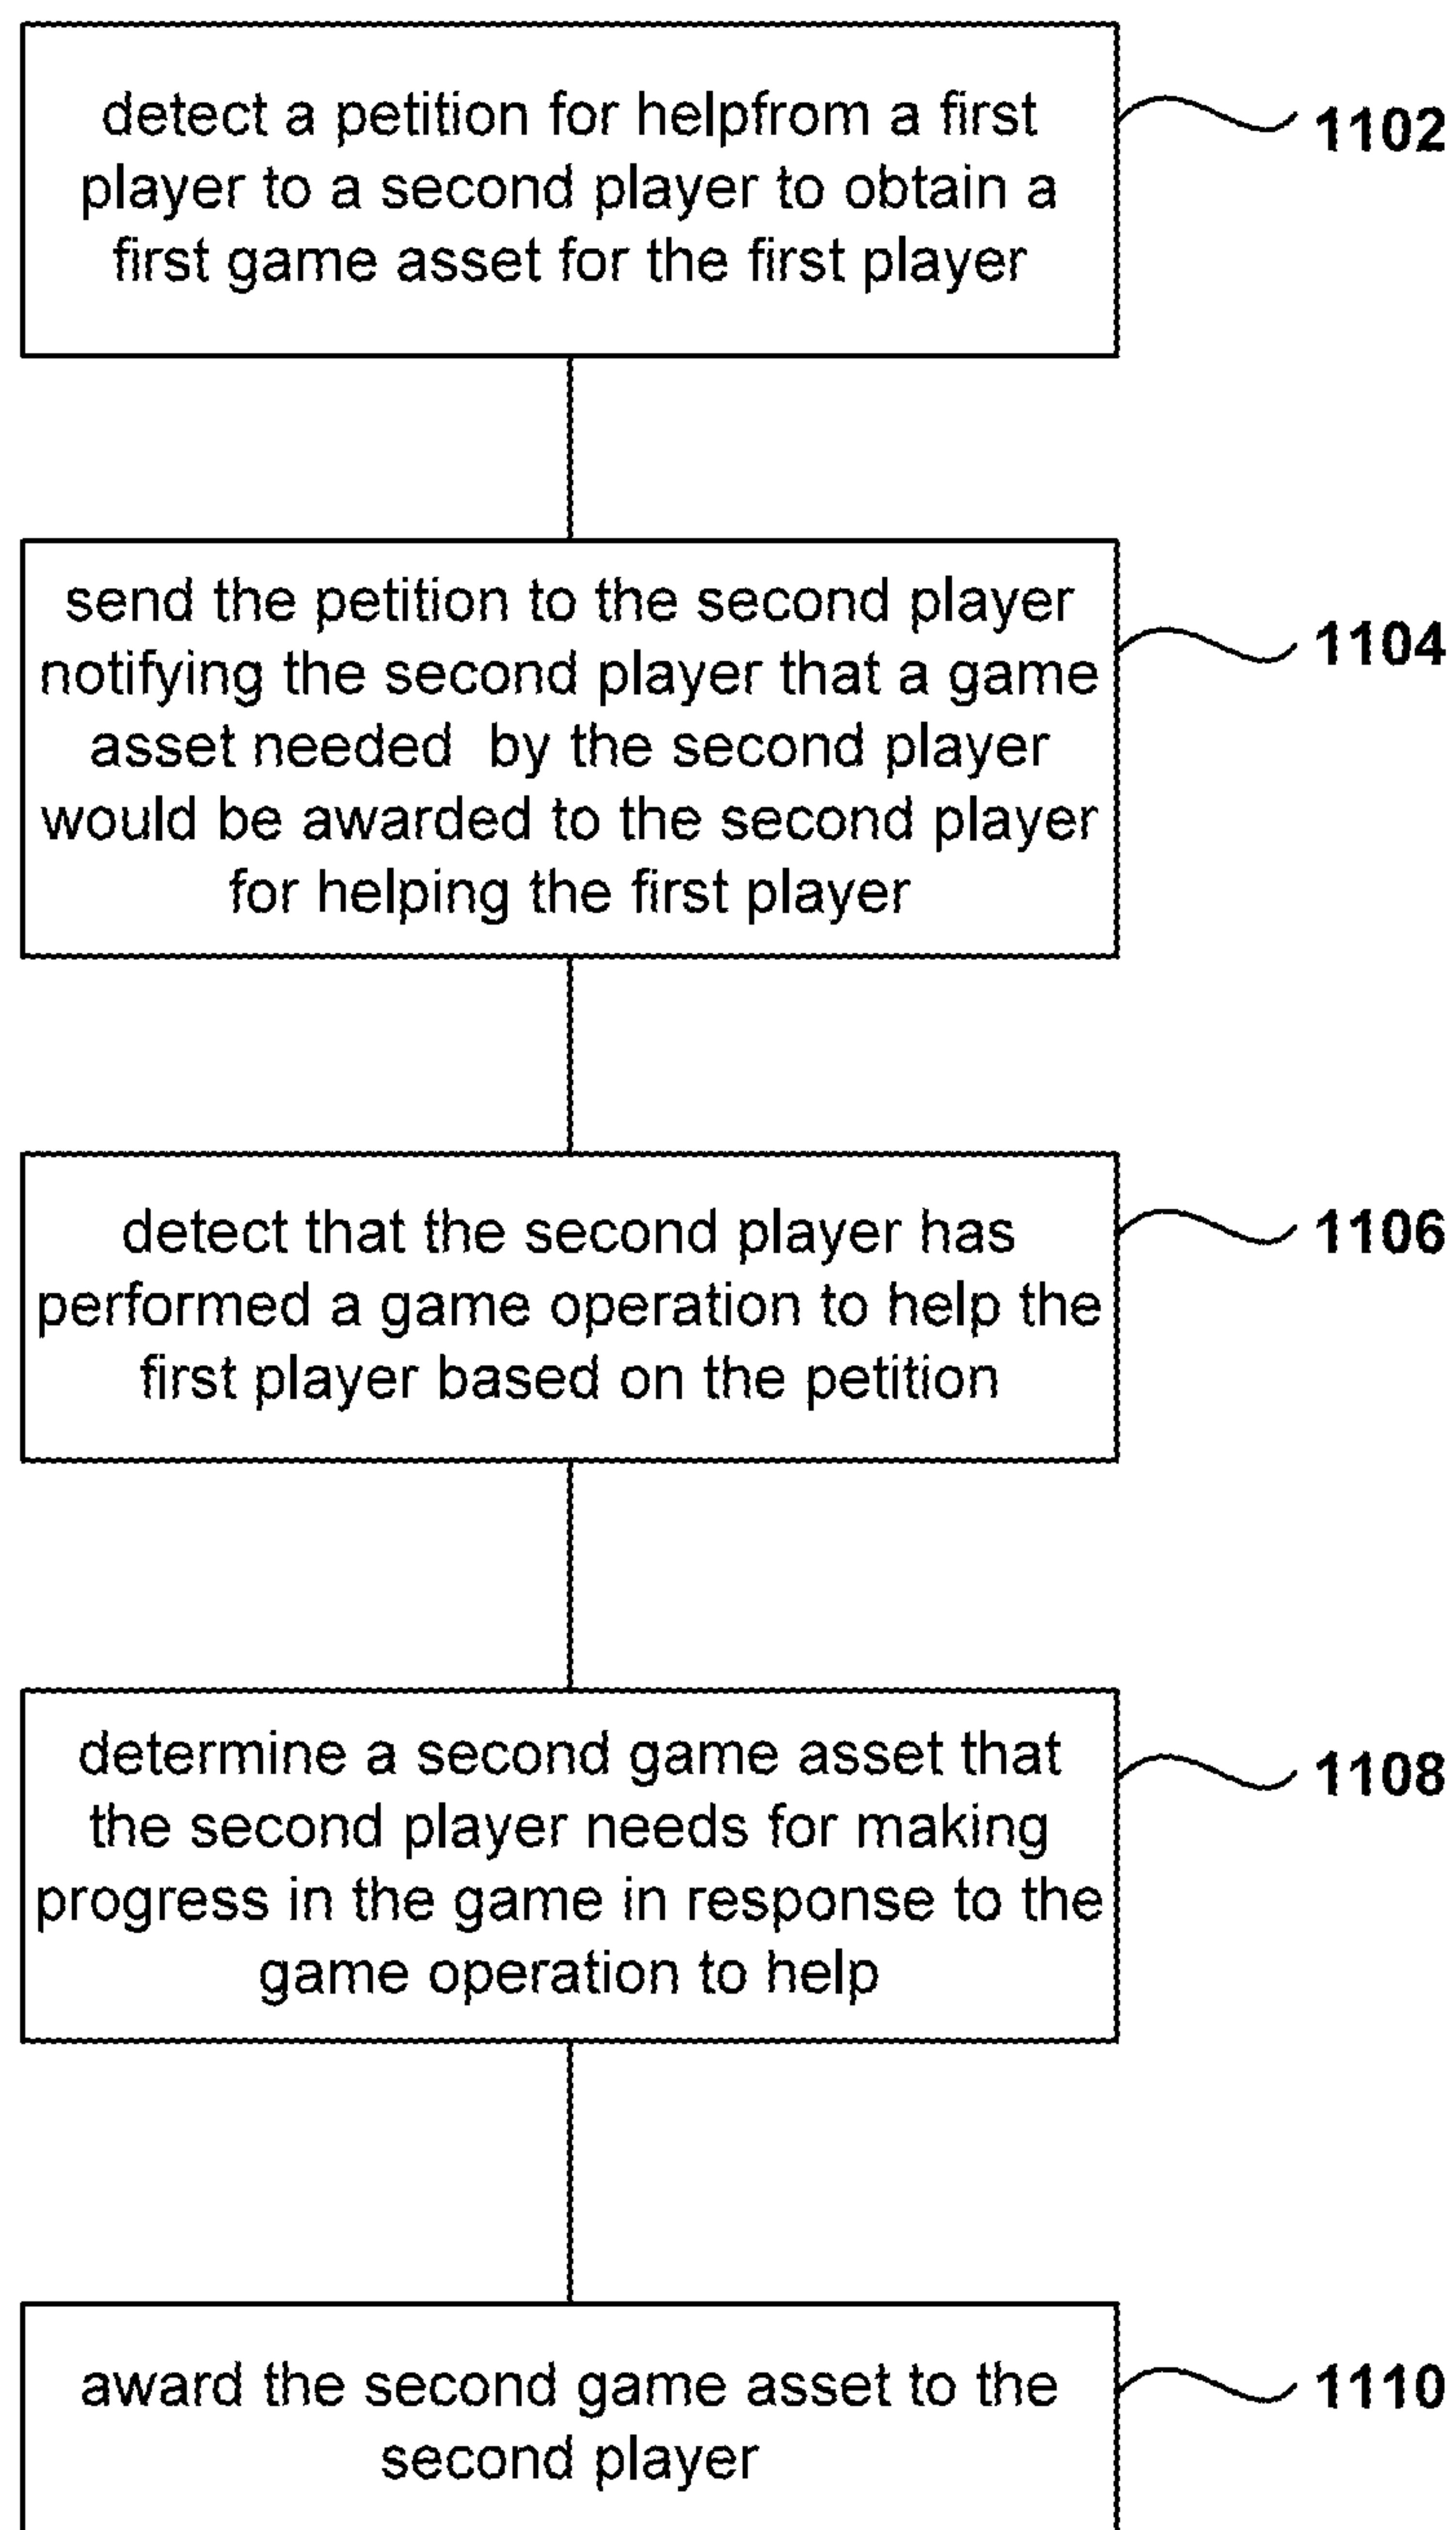 detect a petition for helpfrom a first
player to a second player to obtain a
first game asset for the first player
1102
send the petition to the second player
notifying the second player that a game
asset needed  by the second player
would be awarded to the second player
for helping the first player
1104
detect that the second player has
performed a game operation to help the
first player based on the petition
1106
determine a second game asset that
the second player needs for making
progress in the game in response to the
game operation to help
1108
award the second game asset to the
second player
1110